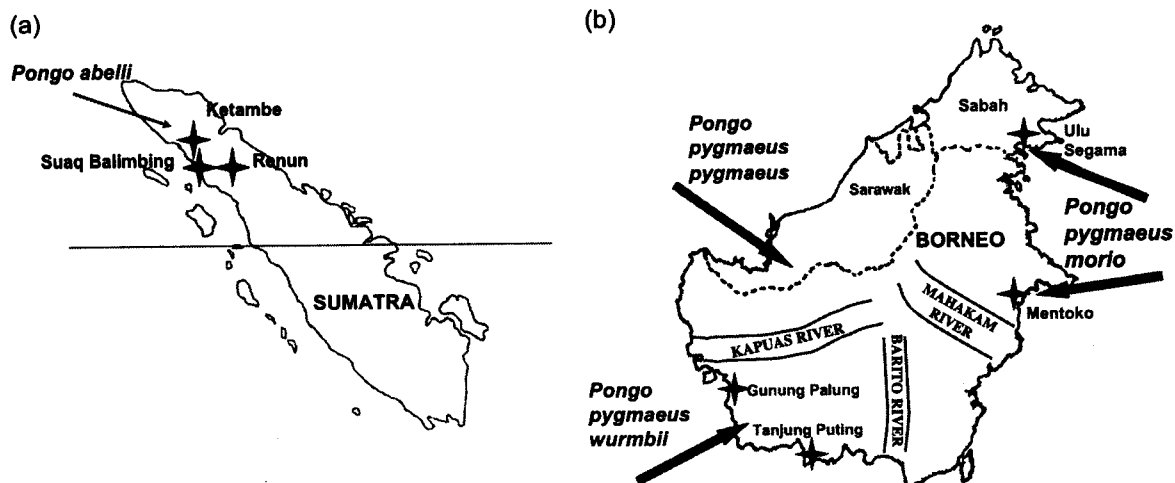 (a)
Pongo abelii
Ketambe
Suaq Balimbing
Renun
SUMATRA
(b)
Sabah
Ulu
Segama
Pongo
pygmaeus
pygmaeus
Sarawak
Pongo
pygmaeus
morio
BORNEO
Mentoko
MAHAKAM
RIVER
KAPUAS RIVER
BARITO RIVER
Gunung Palung
Pongo
pygmaeus
wurmbii
Tanjung Puting